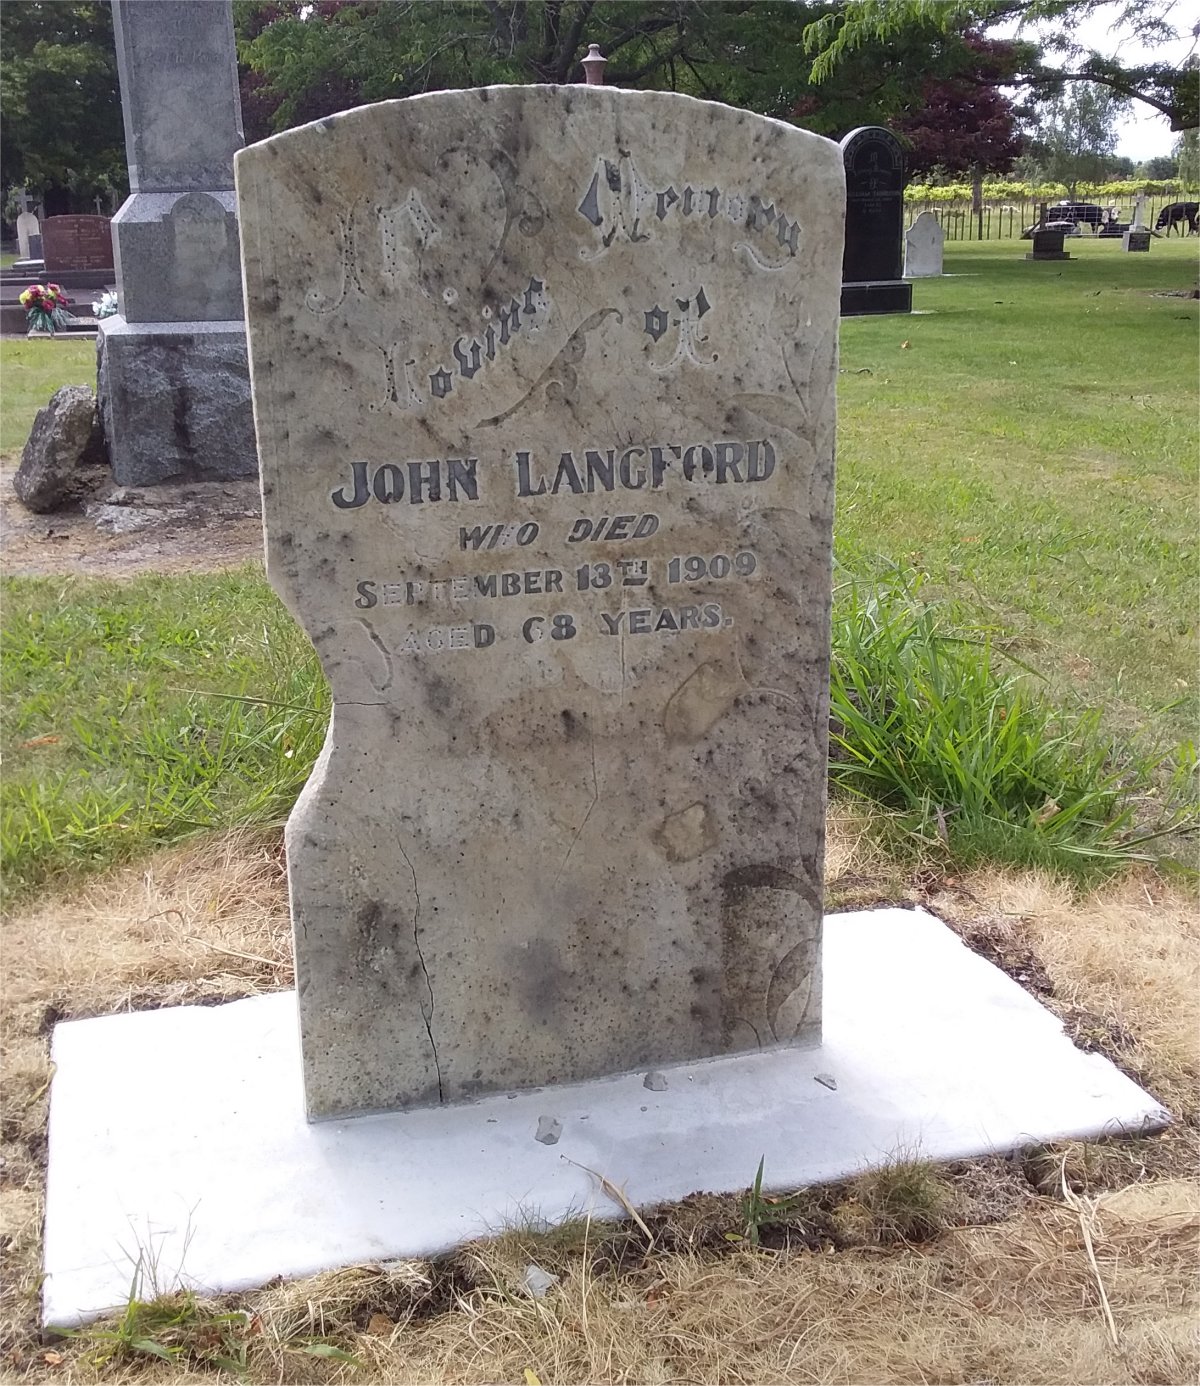 In
Memory
Loving
of
JOHN LANGFORD
WHO DIED
SEPTEMBER 13TH 1909
AGED 68 YEARS.